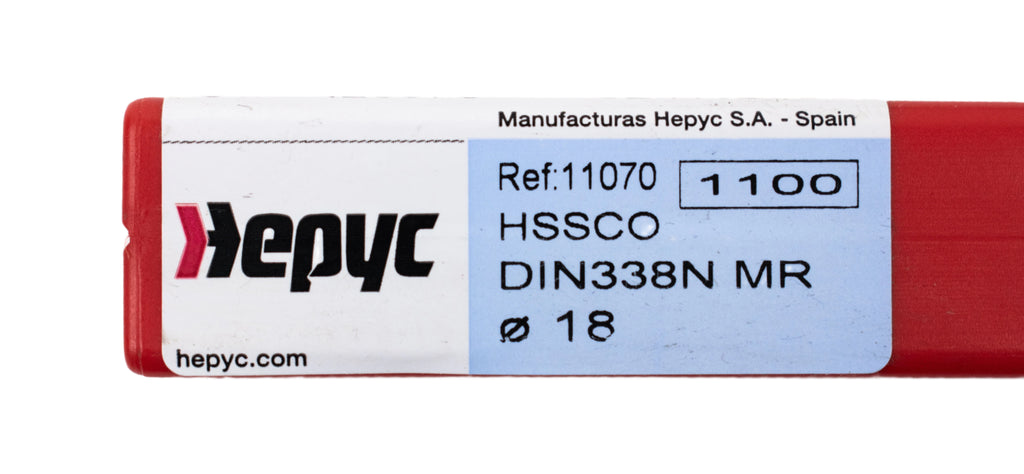 Manufacturas Hepyc S.A. - Spain
Hepyc
Ref:11070 1100
HSSCO
DIN338N MR
ø 18
hepyc.com